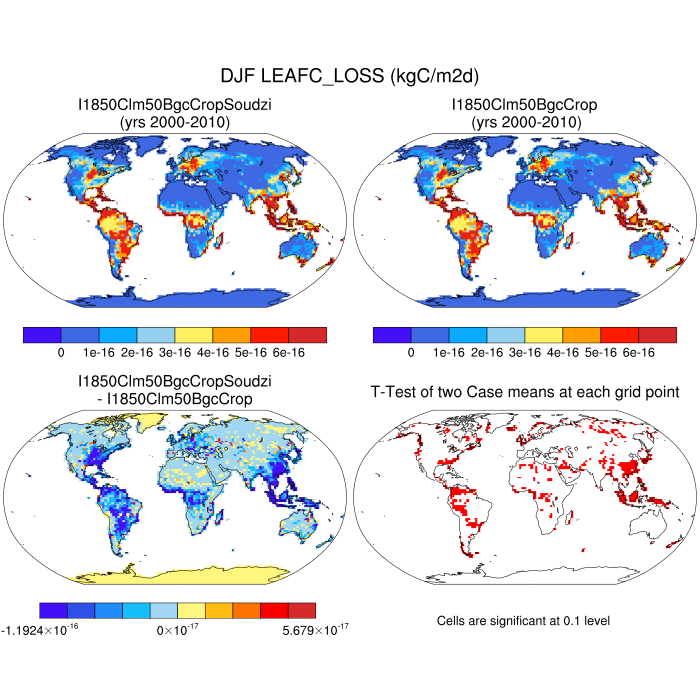 DJF LEAFC_LOSS (kgC/m2d)
I1850Clm50BgcCropSoudzi
(yrs 2000-2010)
I1850Clm50BgcCrop
(yrs 2000-2010)
0 1e-16 2e-16 3e-16 4e-16 5e-16 6e-16
0 1e-16 2e-16 3e-16 4e-16 5e-16 6e-16
I1850Clm50BgcCropSoudzi
- I1850Clm50BgcCrop
T-Test of two Case means at each grid point
-1.1924×10⁻¹⁶ 0×10⁻¹⁷ 5.679×10⁻¹⁷
Cells are significant at 0.1 level